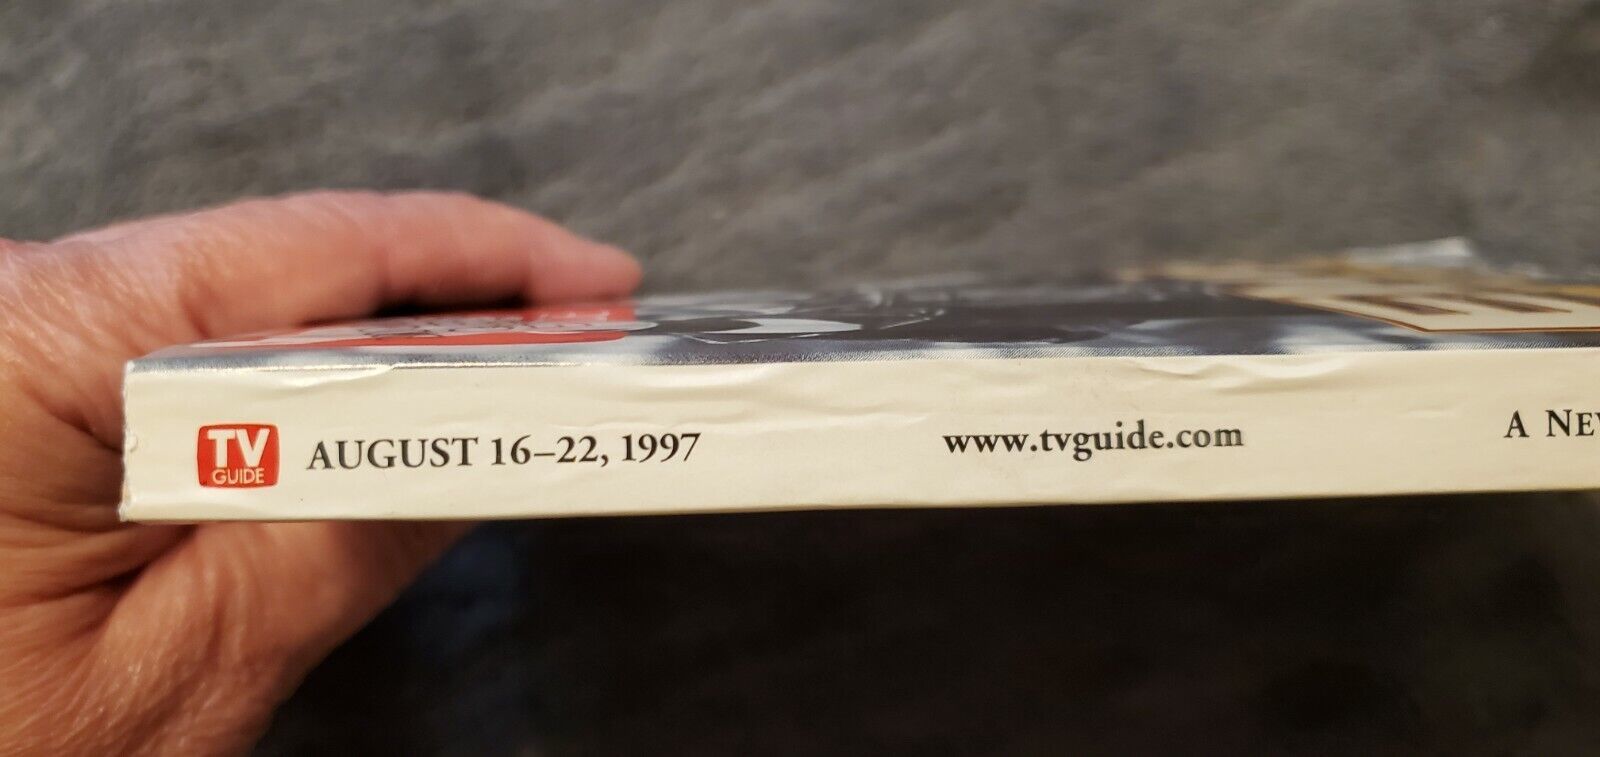 TV
GUIDE
AUGUST 16–22, 1997
www.tvguide.com
A NEW